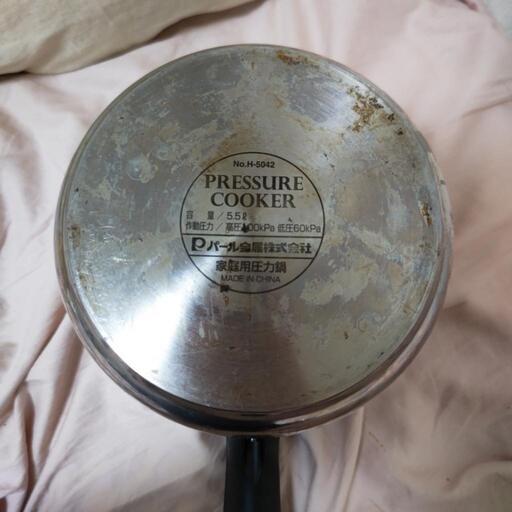 No.H-5042
PRESSURE
COOKER
容 量/5.5ℓ
作動圧力/高圧100kPa 低圧60kPa
パール金属株式会社
家庭用圧力鍋
MADE IN CHINA